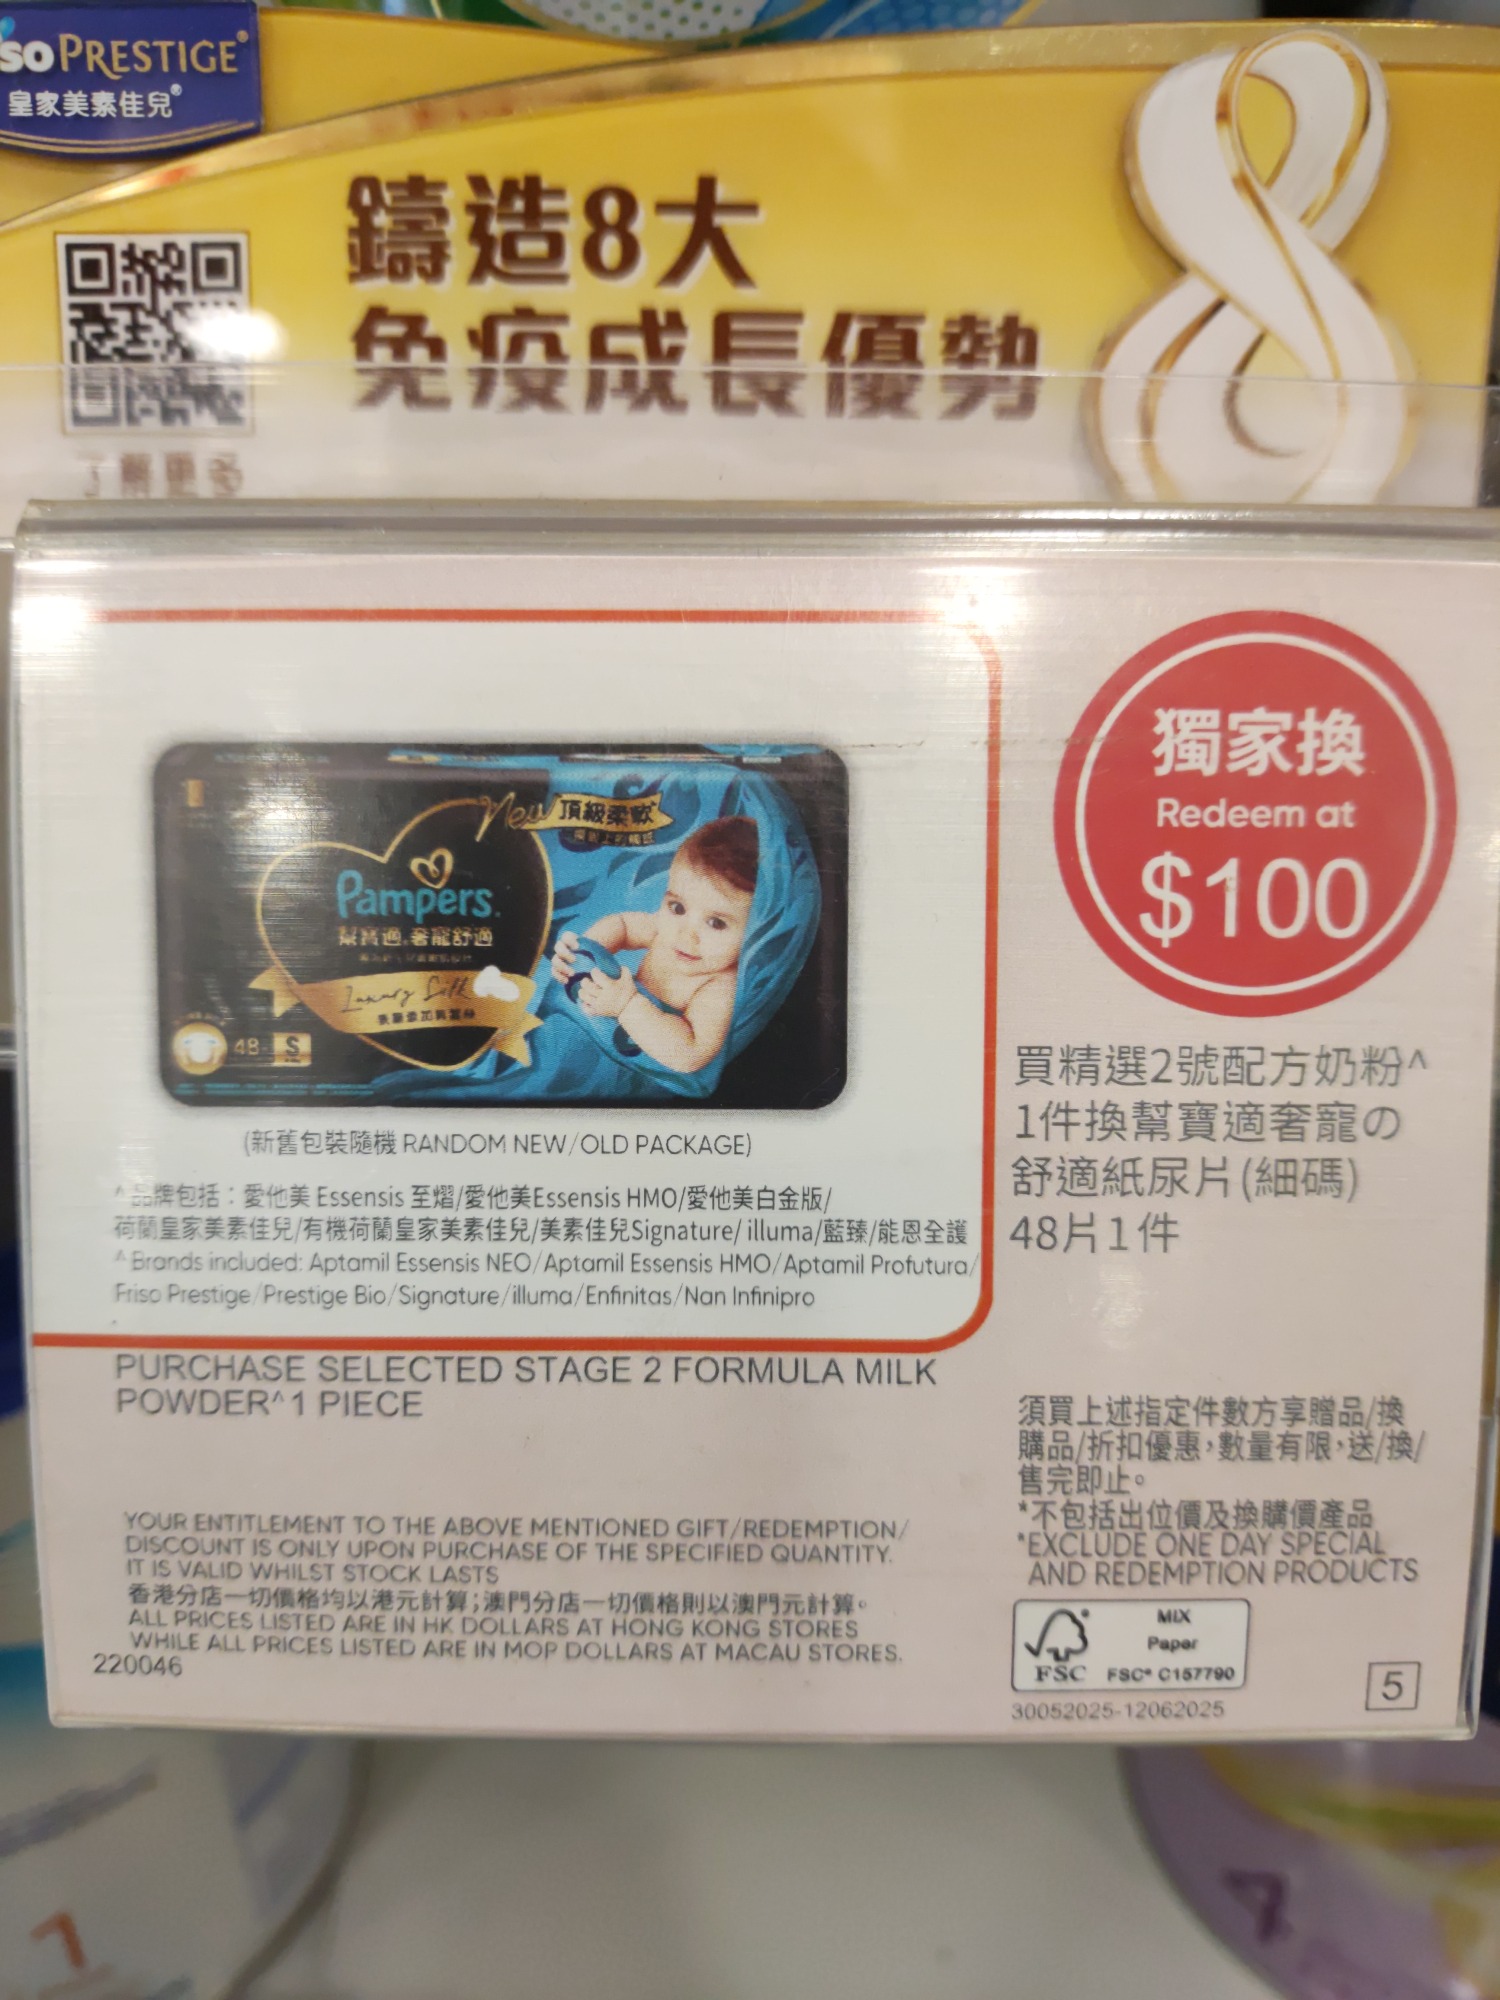 so PRESTIGE®
皇家美素佳兒®
鑄造8大
免疫成長優勢
了解更多
獨家換
Redeem at
$100
New 頂級柔軟
Pampers.
幫寶適 奢寵舒適
Luxury Silk
48 S
(新舊包裝隨機 RANDOM NEW/OLD PACKAGE)
^品牌包括：愛他美 Essensis 至熠/愛他美Essensis HMO/愛他美白金版/
荷蘭皇家美素佳兒/有機荷蘭皇家美素佳兒/美素佳兒Signature/ illuma/藍臻/能恩全護
^Brands included: Aptamil Essensis NEO/Aptamil Essensis HMO/Aptamil Profutura/
Friso Prestige/Prestige Bio/Signature/illuma/Enfinitas/Nan Infinipro
買精選2號配方奶粉^
1件換幫寶適奢寵の
舒適紙尿片(細碼)
48片1件
PURCHASE SELECTED STAGE 2 FORMULA MILK
POWDER^1 PIECE
須買上述指定件數方享贈品/換
購品/折扣優惠，數量有限，送/換/
售完即止。
*不包括出位價及換購價產品
*EXCLUDE ONE DAY SPECIAL
AND REDEMPTION PRODUCTS
YOUR ENTITLEMENT TO THE ABOVE MENTIONED GIFT/REDEMPTION/
DISCOUNT IS ONLY UPON PURCHASE OF THE SPECIFIED QUANTITY.
IT IS VALID WHILST STOCK LASTS
香港分店一切價格均以港元計算；澳門分店一切價格則以澳門元計算。
ALL PRICES LISTED ARE IN HK DOLLARS AT HONG KONG STORES
WHILE ALL PRICES LISTED ARE IN MOP DOLLARS AT MACAU STORES.
220046
MIX
Paper
FSC FSC® C157790
30052025-12062025
5